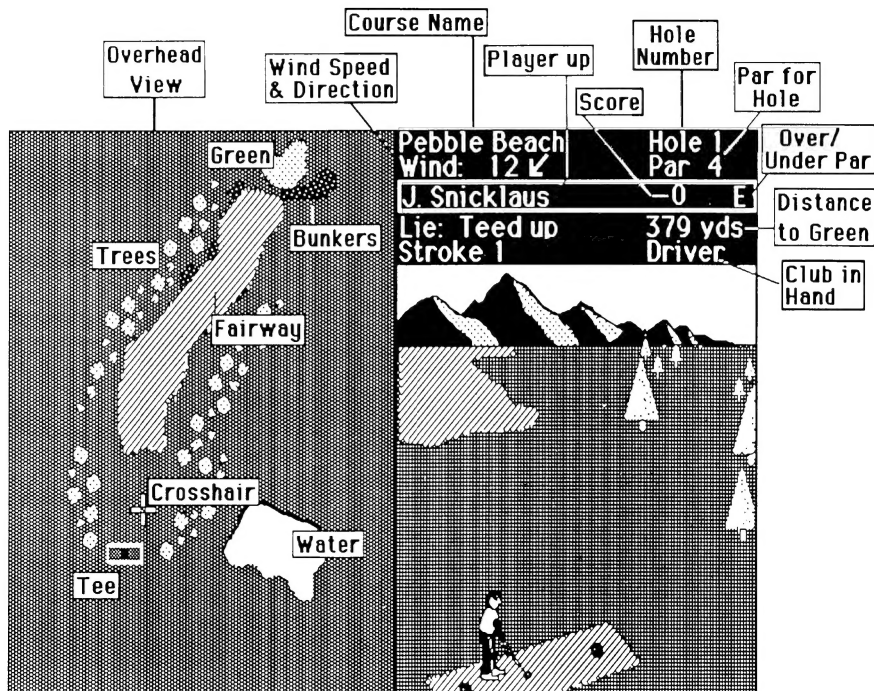 Course Name
Overhead
View
Wind Speed
& Direction
Player up
Hole
Number
Score
Par for
Hole
Over/
Under Par
Pebble Beach Hole 1
Wind: 12 ↙ Par 4
J. Snicklaus –0 E
Lie: Teed up 379 yds
Stroke 1 Driver
Distance
to Green
Club in
Hand
Green
Bunkers
Trees
Fairway
Crosshair
Water
Tee